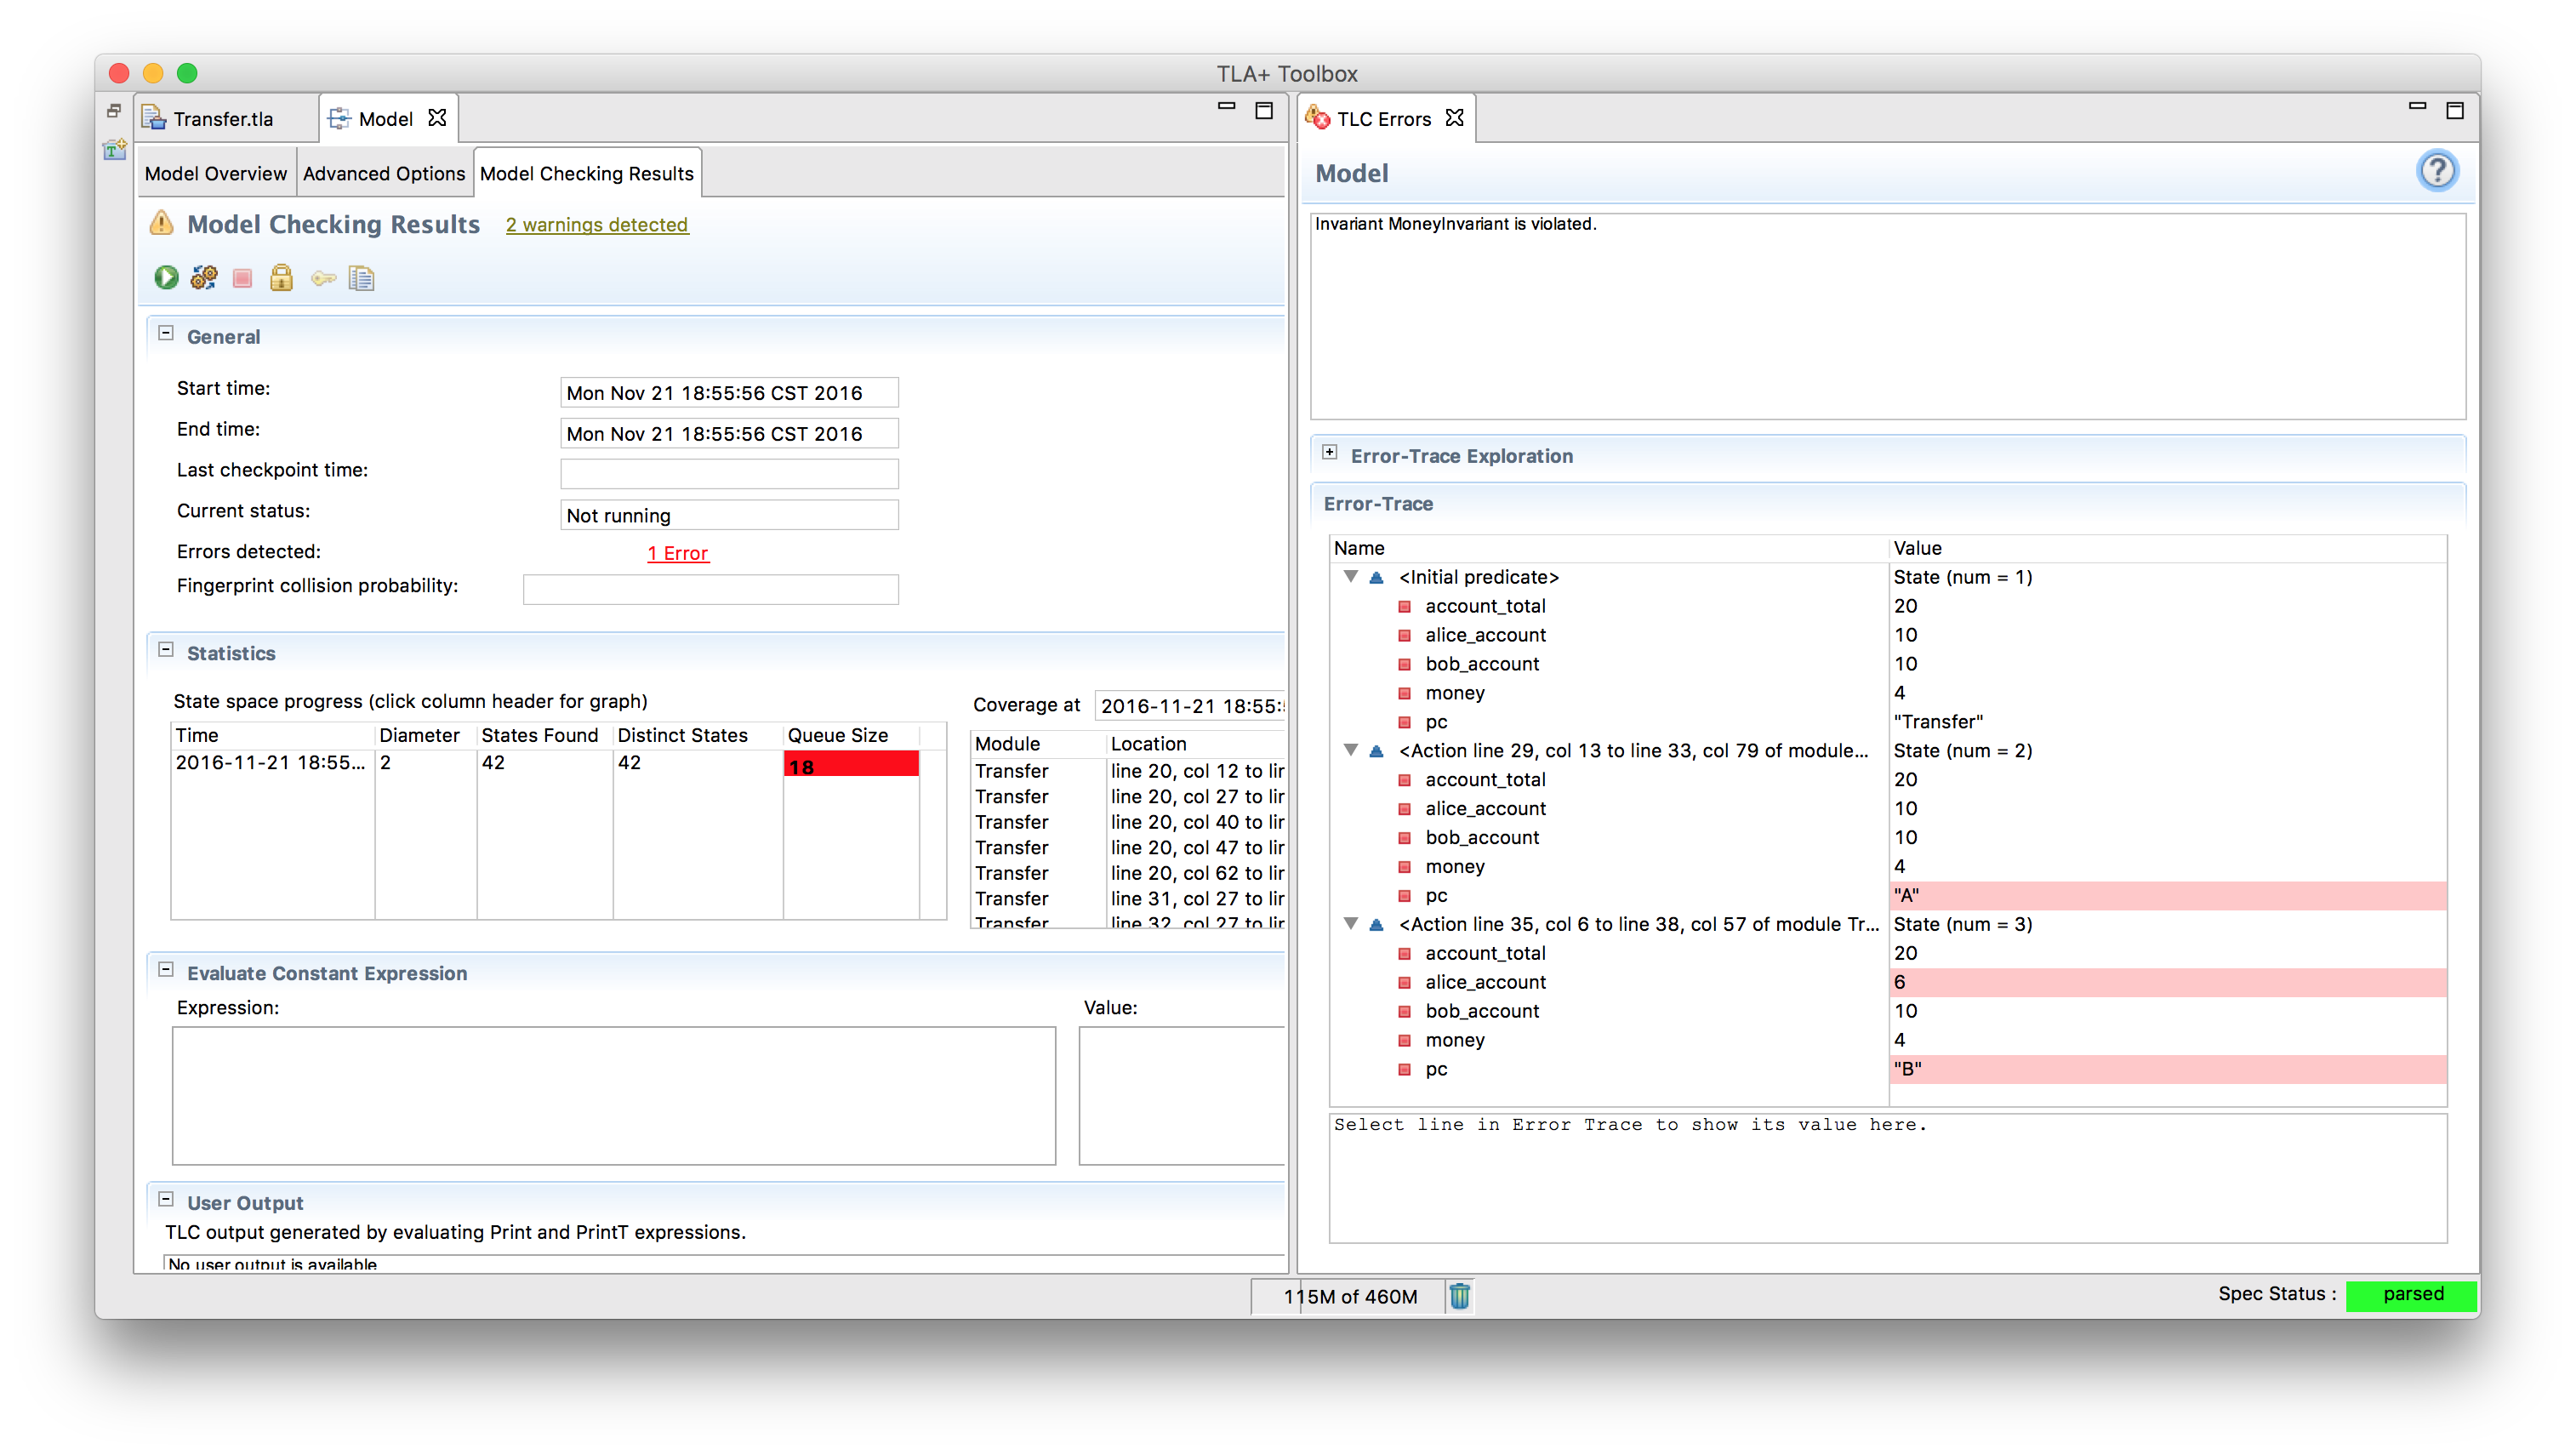 TLA+ Toolbox
Transfer.tla
Model
Model Overview
Advanced Options
Model Checking Results
Model Checking Results
2 warnings detected
General
Start time:
Mon Nov 21 18:55:56 CST 2016
End time:
Mon Nov 21 18:55:56 CST 2016
Last checkpoint time:
Current status:
Not running
Errors detected:
1 Error
Fingerprint collision probability:
Statistics
State space progress (click column header for graph)
Time Diameter States Found Distinct States Queue Size
2016-11-21 18:55... 2 42 42 18
Coverage at 2016-11-21 18:55:
Module Location
Transfer line 20, col 12 to lir
Transfer line 20, col 27 to lir
Transfer line 20, col 40 to lir
Transfer line 20, col 47 to lir
Transfer line 20, col 62 to lir
Transfer line 31, col 27 to lir
Transfer line 32, col 27 to lir
Evaluate Constant Expression
Expression:
Value:
User Output
TLC output generated by evaluating Print and PrintT expressions.
No user output is available
TLC Errors
Model
?
Invariant MoneyInvariant is violated.
Error-Trace Exploration
Error-Trace
Name Value
<Initial predicate> State (num = 1)
account_total 20
alice_account 10
bob_account 10
money 4
pc "Transfer"
<Action line 29, col 13 to line 33, col 79 of module... State (num = 2)
account_total 20
alice_account 10
bob_account 10
money 4
pc "A"
<Action line 35, col 6 to line 38, col 57 of module Tr... State (num = 3)
account_total 20
alice_account 6
bob_account 10
money 4
pc "B"
Select line in Error Trace to show its value here.
115M of 460M
Spec Status : parsed